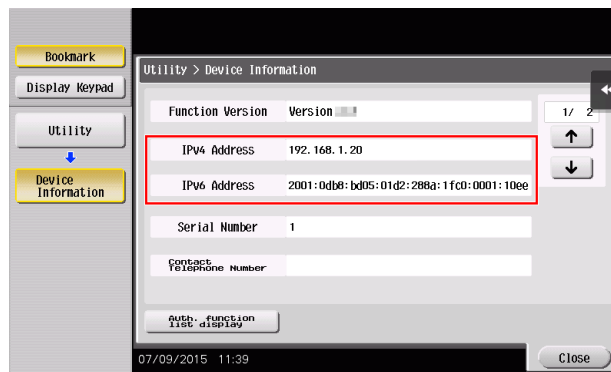 Bookmark
Display Keypad
Utility
Device
Information
Utility > Device Information
Function Version Version
1/ 2
IPv4 Address 192.168.1.20
IPv6 Address 2001:0db8:bd05:01d2:288a:1fc0:0001:10ee
Serial Number 1
Contact
Telephone Number
Auth. function
list display
07/09/2015 11:39
Close